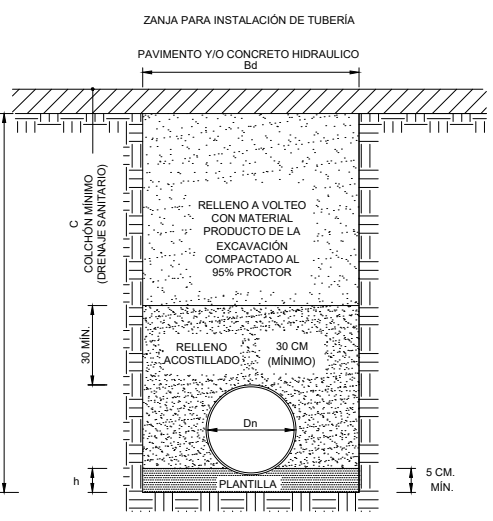 ZANJA PARA INSTALACIÓN DE TUBERÍA
PAVIMENTO Y/O CONCRETO HIDRAULICO
Bd
C
COLCHÓN MÍNIMO
(DRENAJE SANITARIO)
RELLENO A VOLTEO
CON MATERIAL
PRODUCTO DE LA
EXCAVACIÓN
COMPACTADO AL
95% PROCTOR
30 MÍN.
RELLENO
ACOSTILLADO
30 CM
(MÍNIMO)
Dn
h
PLANTILLA
5 CM.
MÍN.